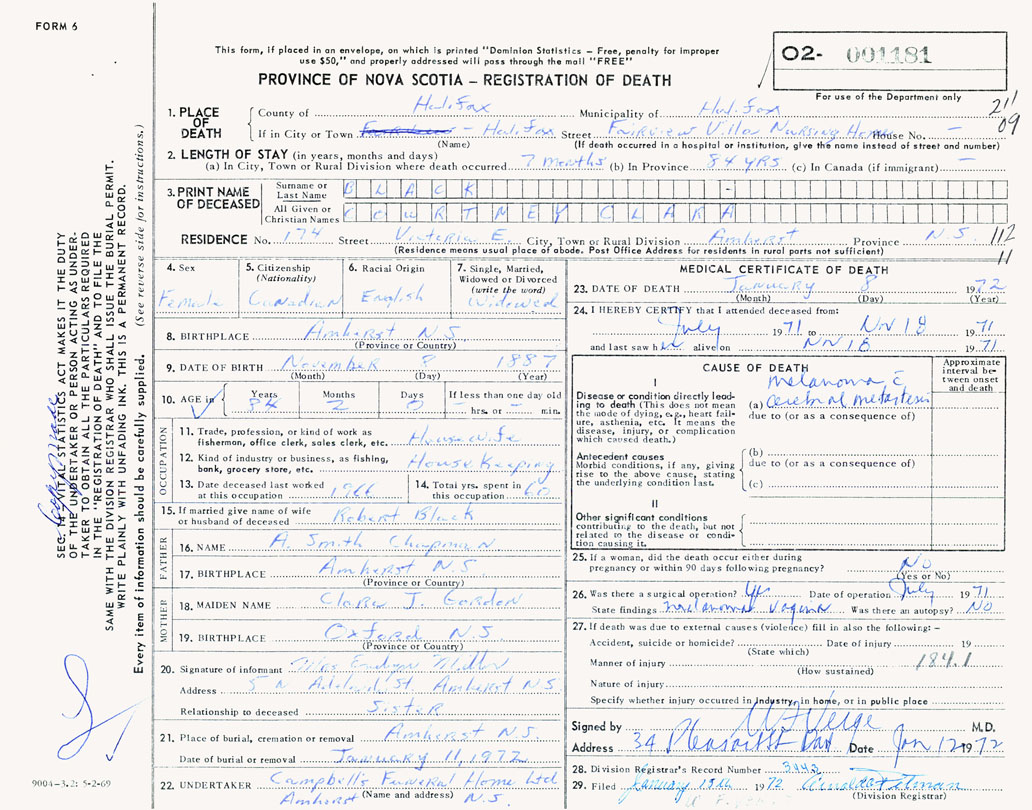 FORM 6
This form, if placed in an envelope, on which is printed "Dominion Statistics – Free, penalty for improper
use $50," and properly addressed will pass through the mail "FREE"
PROVINCE OF NOVA SCOTIA – REGISTRATION OF DEATH
O2- 001181
For use of the Department only
211
09
1. PLACE OF DEATH
County of Halifax Municipality of Halifax
If in City or Town – Halifax Street Fairview Villa Nursing Home House No. –
(Name) (If death occurred in a hospital or institution, give the name instead of street and number)
2. LENGTH OF STAY (in years, months and days)
(a) In City, Town or Rural Division where death occurred 7 months (b) In Province 84 yrs (c) In Canada (if immigrant) –
3. PRINT NAME OF DECEASED
Surname or Last Name BLACK
All Given or Christian Names COURTNEY CLARA
RESIDENCE No. 174 Street Victoria E. City, Town or Rural Division Amherst Province N.S. 112
11
(Residence means usual place of abode. Post Office Address for residents in rural parts not sufficient)
4. Sex Female
5. Citizenship (Nationality) Canadian
6. Racial Origin English
7. Single, Married, Widowed or Divorced (write the word) Widowed
8. BIRTHPLACE Amherst N.S.
(Province or Country)
9. DATE OF BIRTH November 8 1887
(Month) (Day) (Year)
10. AGE in Years 84 Months 2 Days 0 If less than one day old
– hrs. or – min.
OCCUPATION
11. Trade, profession, or kind of work as
fisherman, office clerk, sales clerk, etc. Housewife
12. Kind of industry or business, as fishing,
bank, grocery store, etc. House Keeping
13. Date deceased last worked
at this occupation 1966
14. Total yrs. spent in
this occupation 60
15. If married give name of wife
or husband of deceased Robert Black
FATHER
16. NAME A. Smith Chapman
17. BIRTHPLACE Amherst N.S.
(Province or Country)
MOTHER
18. MAIDEN NAME J. Gordon
19. BIRTHPLACE Oxford N.S.
(Province or Country)
20. Signature of informant Mrs
Address St. Amherst N.S.
Relationship to deceased Sister
21. Place of burial, cremation or removal Amherst N.S.
Date of burial or removal January 11, 1972
22. UNDERTAKER Campbell's Funeral Home Ltd
(Name and address) Amherst N.S.
MEDICAL CERTIFICATE OF DEATH
23. DATE OF DEATH January 8 1972
(Month) (Day) (Year)
24. I HEREBY CERTIFY that I attended deceased from:
July 1971 to Nov 18 1971
and last saw her alive on Nov 18 1971
CAUSE OF DEATH
Approximate interval between onset and death
I
Disease or condition directly leading to death (This does not mean the mode of dying, e.g., heart failure, asthenia, etc. It means the disease, injury, or complication which caused death.)
melanoma, c̄
(a) cerebral metastasis
due to (or as a consequence of)
Antecedent causes
Morbid conditions, if any, giving rise to the above cause, stating the underlying condition last.
(b)
due to (or as a consequence of)
(c)
II
Other significant conditions
contributing to the death, but not related to the disease or condition causing it.
25. If a woman, did the death occur either during
pregnancy or within 90 days following pregnancy? No
(Yes or No)
26. Was there a surgical operation? Yes Date of operation July 1971
State findings melanoma vagina Was there an autopsy? NO
27. If death was due to external causes (violence) fill in also the following: –
Accident, suicide or homicide? Date of injury 19
(State which)
Manner of injury 184.1
(How sustained)
Nature of injury
Specify whether injury occurred in industry, in home, or in public place
Signed by M.D.
Address 34 Date Jan 12 1972
28. Division Registrar's Record Number 3443
29. Filed January 1972
(Division Registrar)
SEC. 14 VITAL STATISTICS ACT MAKES IT THE DUTY
OF THE UNDERTAKER OR PERSON ACTING AS UNDER-
TAKER TO OBTAIN ALL THE PARTICULARS REQUIRED
IN THE "REGISTRATION OF DEATH" AND TO FILE THE
SAME WITH THE DIVISION REGISTRAR WHO SHALL ISSUE THE BURIAL PERMIT.
WRITE PLAINLY WITH UNFADING INK. THIS IS A PERMANENT RECORD.
Every item of information should be carefully supplied. (See reverse side for instructions.)
9004-3.2: 5-2-69